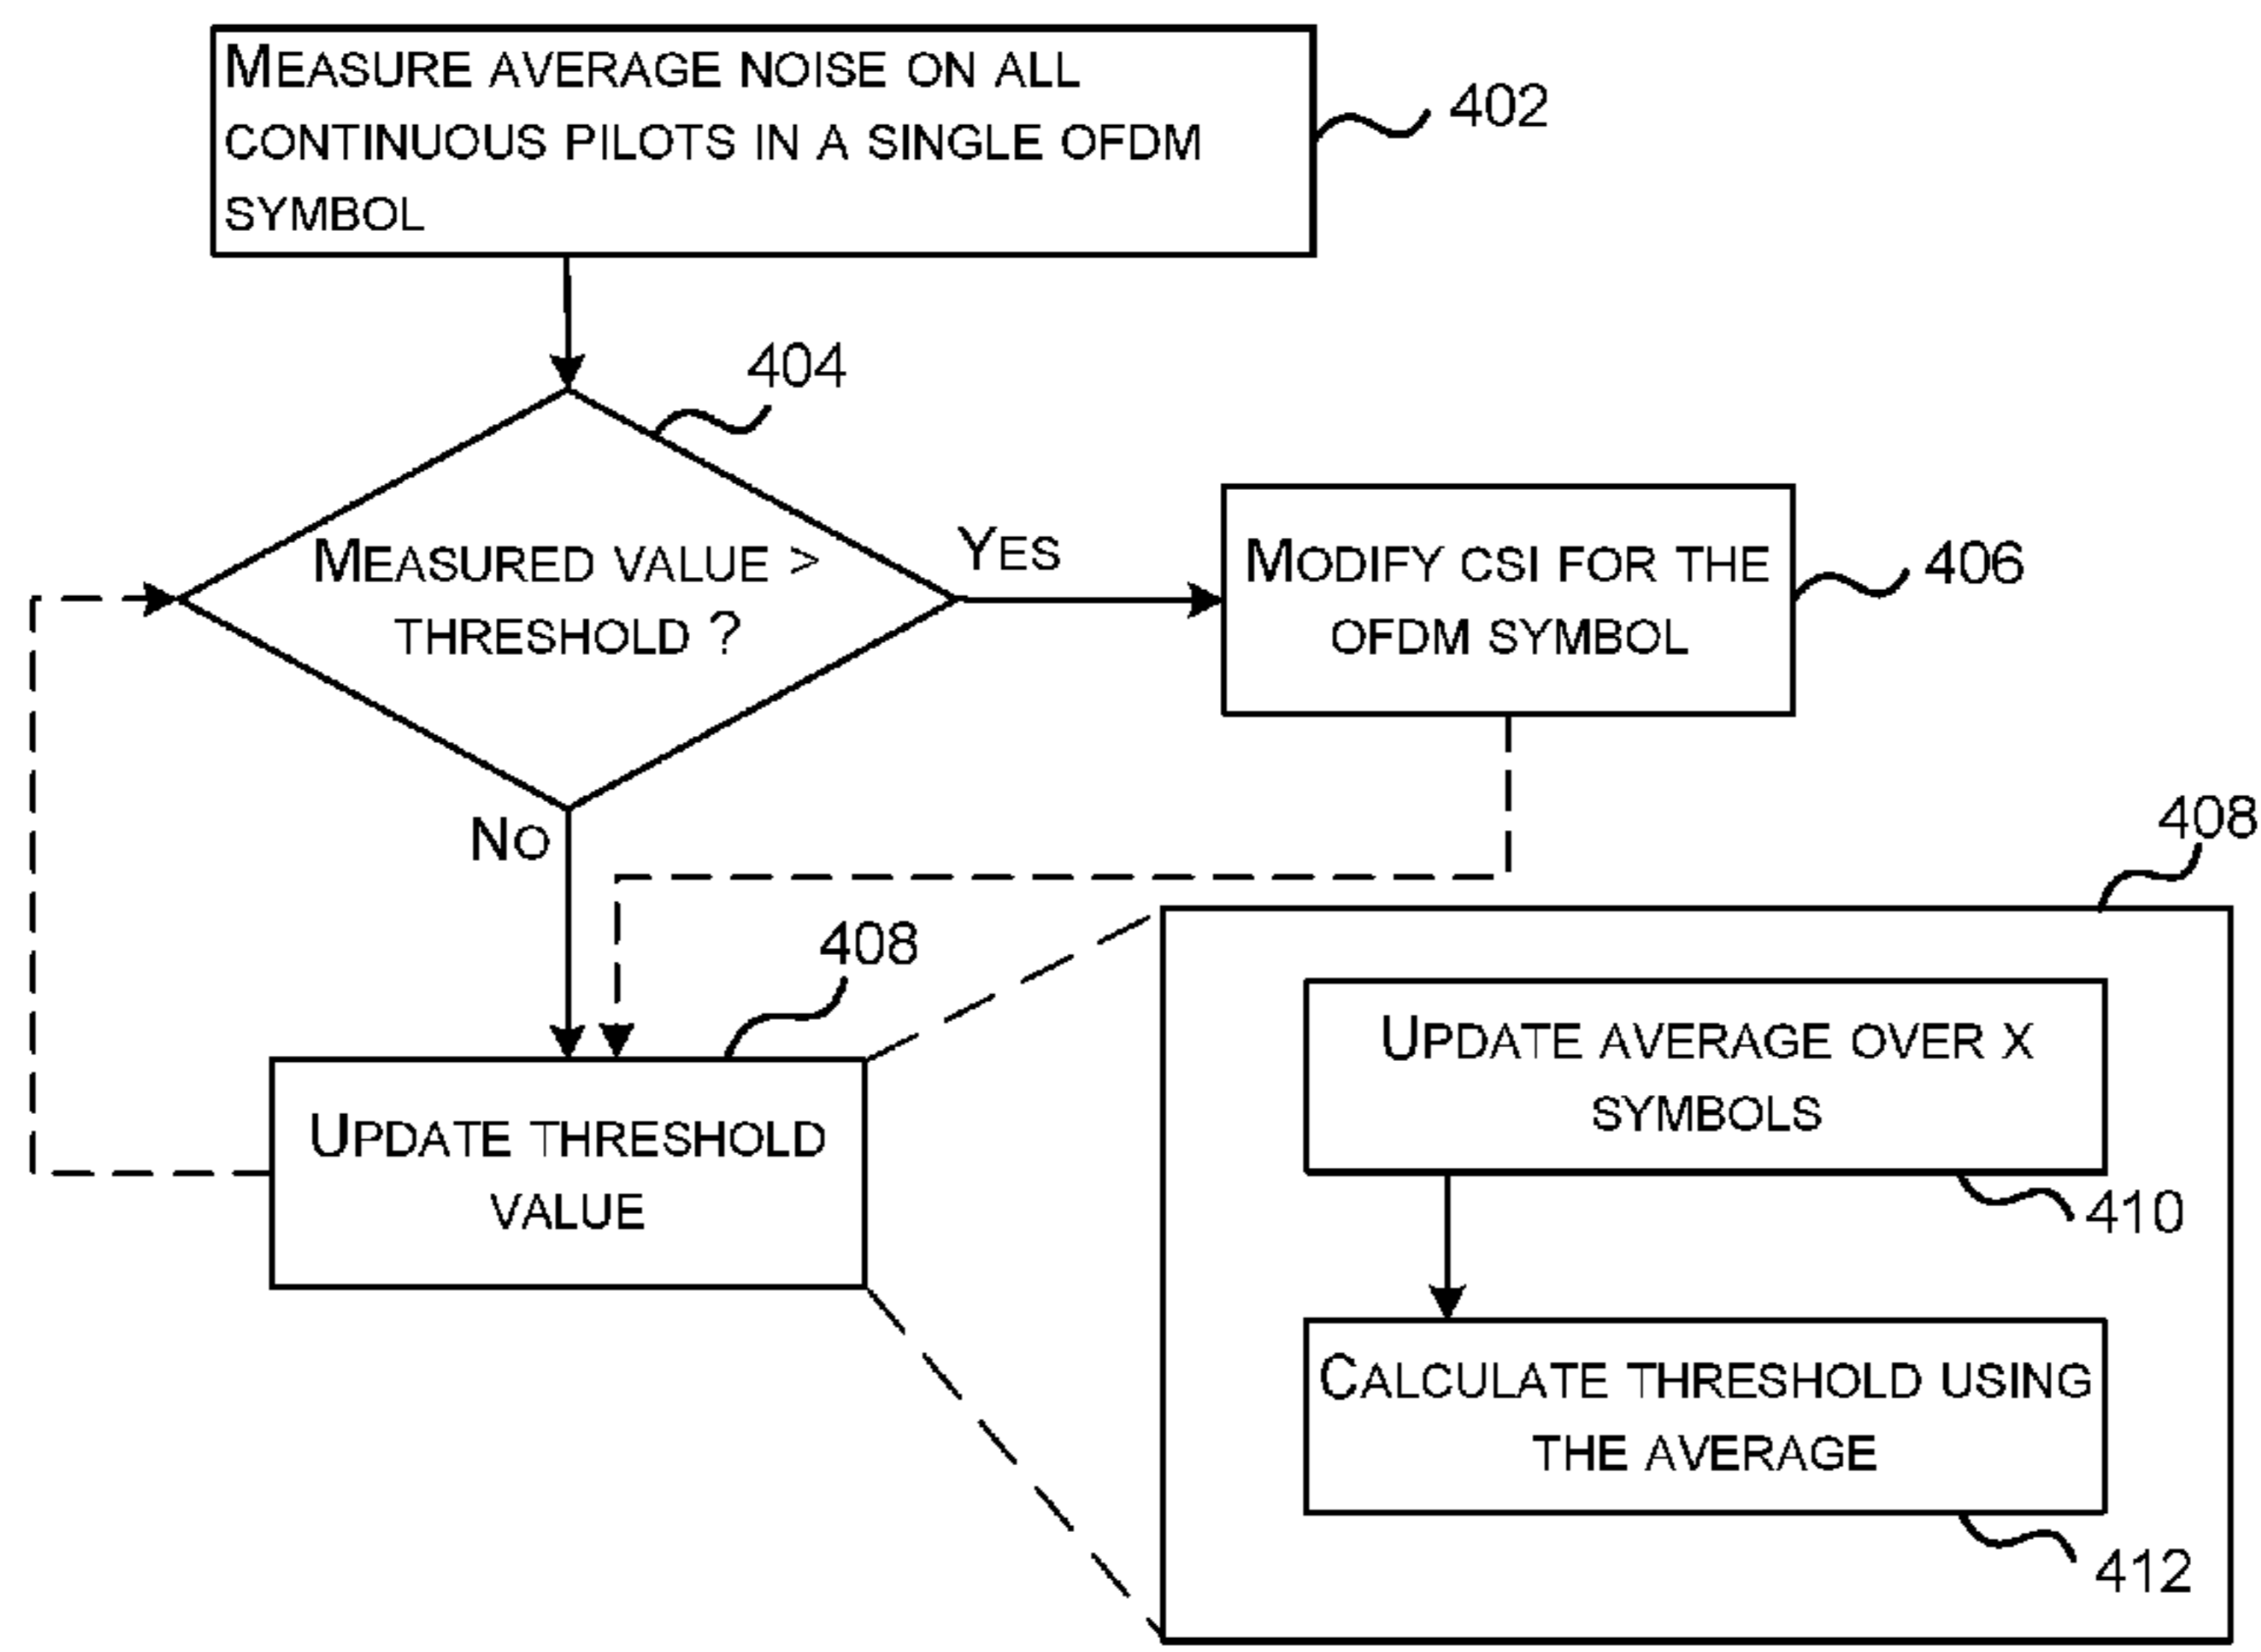 MEASURE AVERAGE NOISE ON ALL
CONTINUOUS PILOTS IN A SINGLE OFDM
SYMBOL
402
404
MEASURED VALUE >
THRESHOLD ?
YES
MODIFY CSI FOR THE
OFDM SYMBOL
406
NO
408
UPDATE THRESHOLD
VALUE
408
UPDATE AVERAGE OVER X
SYMBOLS
410
CALCULATE THRESHOLD USING
THE AVERAGE
412